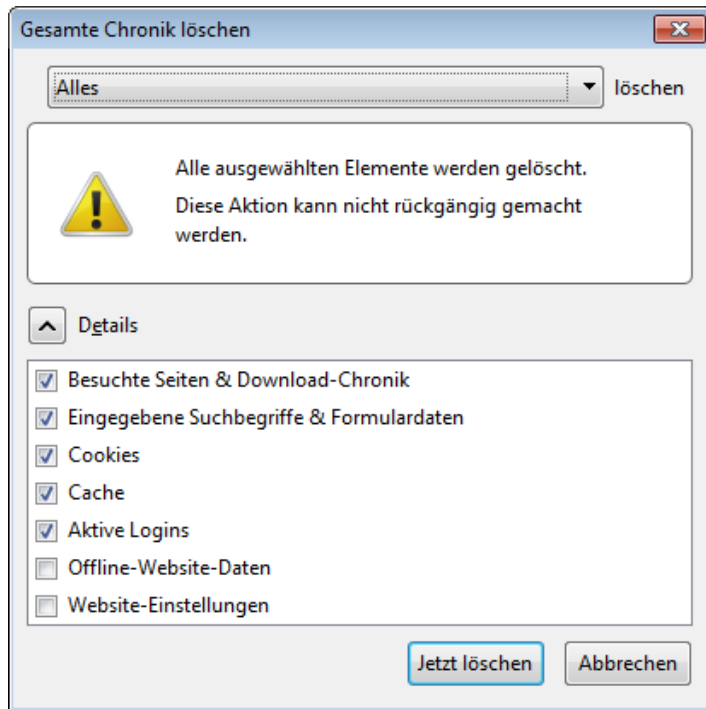 Gesamte Chronik löschen
Alles löschen
Alle ausgewählten Elemente werden gelöscht.
Diese Aktion kann nicht rückgängig gemacht
werden.
Details
Besuchte Seiten & Download-Chronik
Eingegebene Suchbegriffe & Formulardaten
Cookies
Cache
Aktive Logins
Offline-Website-Daten
Website-Einstellungen
Jetzt löschen Abbrechen